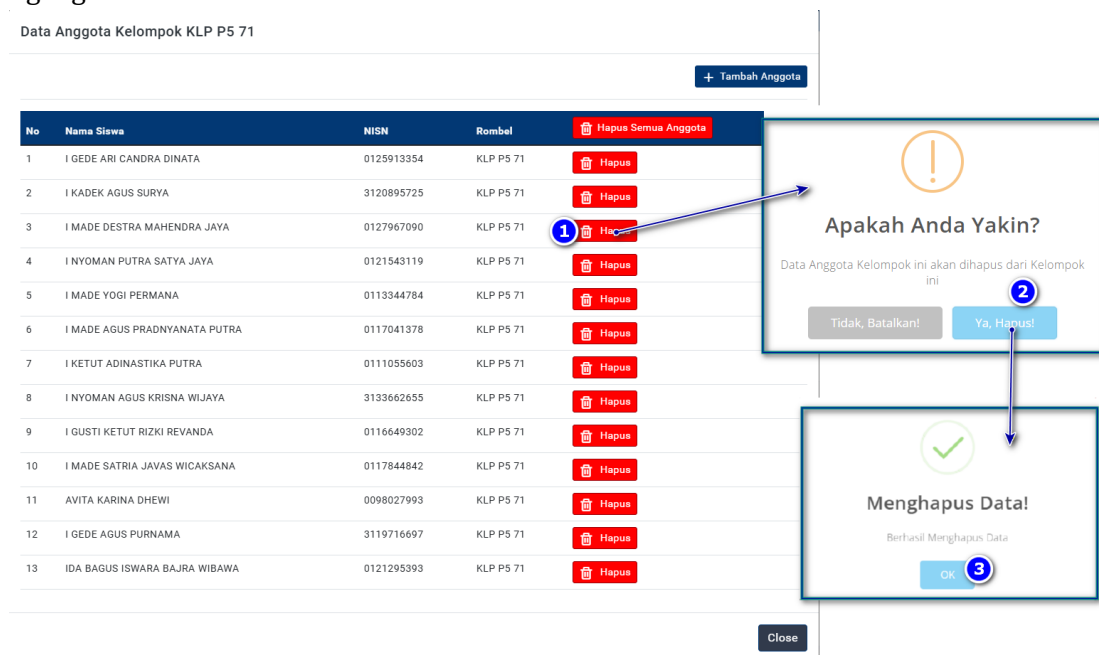 Data Anggota Kelompok KLP P5 71
+ Tambah Anggota
No Nama Siswa NISN Rombel Hapus Semua Anggota
1 I GEDE ARI CANDRA DINATA 0125913354 KLP P5 71 Hapus
2 I KADEK AGUS SURYA 3120895725 KLP P5 71 Hapus
3 I MADE DESTRA MAHENDRA JAYA 0127967090 KLP P5 71 1 Hapus
4 I NYOMAN PUTRA SATYA JAYA 0121543119 KLP P5 71 Hapus
5 I MADE YOGI PERMANA 0113344784 KLP P5 71 Hapus
6 I MADE AGUS PRADNYANATA PUTRA 0117041378 KLP P5 71 Hapus
7 I KETUT ADINASTIKA PUTRA 0111055603 KLP P5 71 Hapus
8 I NYOMAN AGUS KRISNA WIJAYA 3133662655 KLP P5 71 Hapus
9 I GUSTI KETUT RIZKI REVANDA 0116649302 KLP P5 71 Hapus
10 I MADE SATRIA JAVAS WICAKSANA 0117844842 KLP P5 71 Hapus
11 AVITA KARINA DHEWI 0098027993 KLP P5 71 Hapus
12 I GEDE AGUS PURNAMA 3119716697 KLP P5 71 Hapus
13 IDA BAGUS ISWARA BAJRA WIBAWA 0121295393 KLP P5 71 Hapus
Close
Apakah Anda Yakin?
Data Anggota Kelompok ini akan dihapus dari Kelompok
ini
2
Tidak, Batalkan! Ya, Hapus!
Menghapus Data!
Berhasil Menghapus Data
OK 3